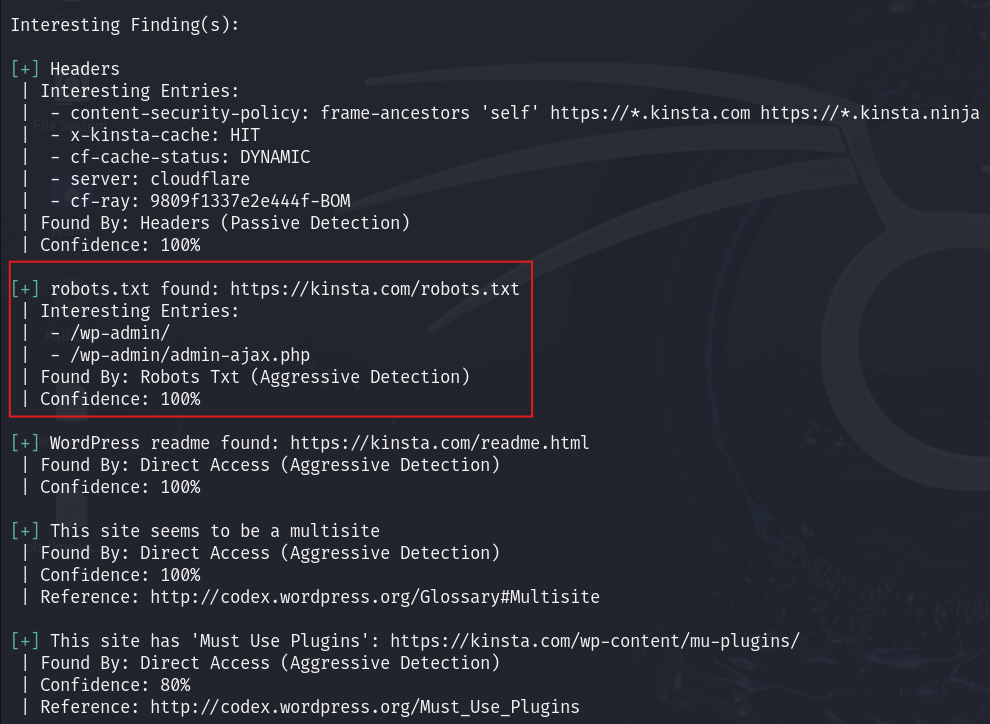 Interesting Finding(s):
[+] Headers
| Interesting Entries:
| - content-security-policy: frame-ancestors 'self' https://*.kinsta.com https://*.kinsta.ninja
| - x-kinsta-cache: HIT
| - cf-cache-status: DYNAMIC
| - server: cloudflare
| - cf-ray: 9809f1337e2e444f-BOM
| Found By: Headers (Passive Detection)
| Confidence: 100%
[+] robots.txt found: https://kinsta.com/robots.txt
| Interesting Entries:
| - /wp-admin/
| - /wp-admin/admin-ajax.php
| Found By: Robots Txt (Aggressive Detection)
| Confidence: 100%
[+] WordPress readme found: https://kinsta.com/readme.html
| Found By: Direct Access (Aggressive Detection)
| Confidence: 100%
[+] This site seems to be a multisite
| Found By: Direct Access (Aggressive Detection)
| Confidence: 100%
| Reference: http://codex.wordpress.org/Glossary#Multisite
[+] This site has 'Must Use Plugins': https://kinsta.com/wp-content/mu-plugins/
| Found By: Direct Access (Aggressive Detection)
| Confidence: 80%
| Reference: http://codex.wordpress.org/Must_Use_Plugins